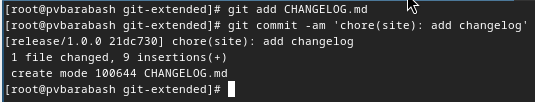 [root@pvbarabash git-extended]# git add CHANGELOG.md
[root@pvbarabash git-extended]# git commit -am 'chore(site): add changelog'
[release/1.0.0 21dc730] chore(site): add changelog
 1 file changed, 9 insertions(+)
 create mode 100644 CHANGELOG.md
[root@pvbarabash git-extended]#